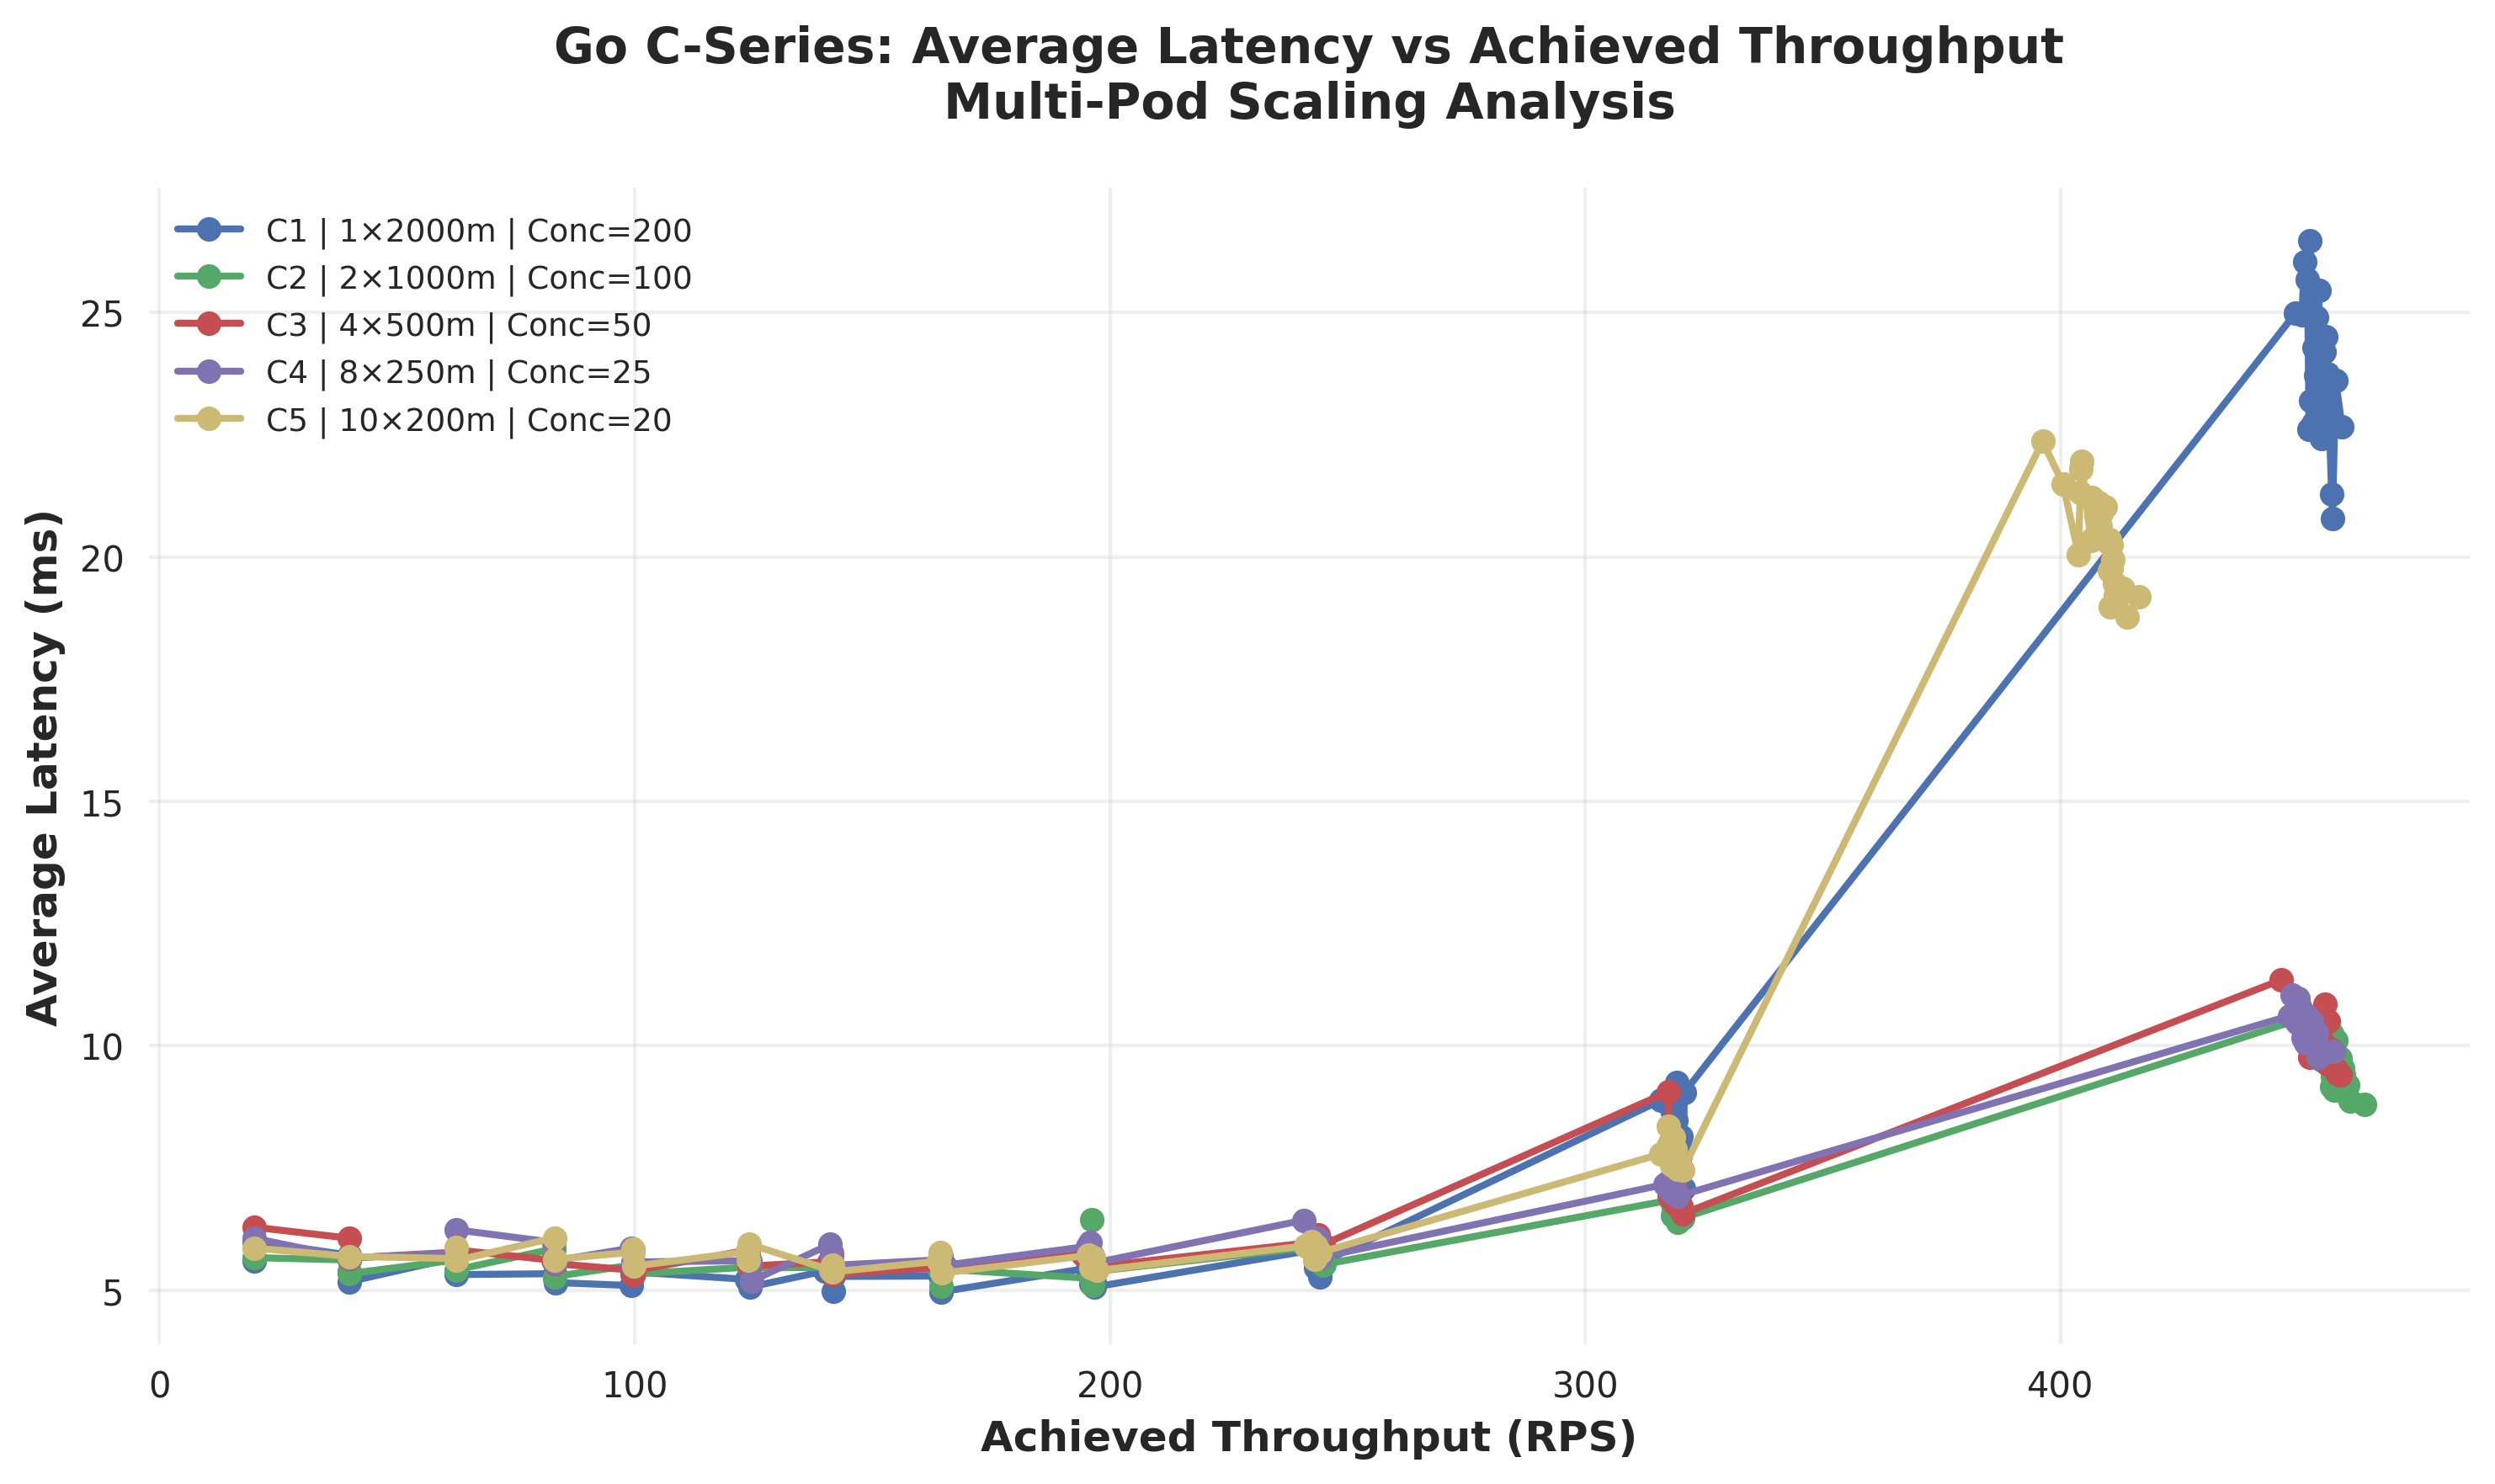 Go C-Series: Average Latency vs Achieved Throughput
Multi-Pod Scaling Analysis
C1 | 1×2000m | Conc=200
C2 | 2×1000m | Conc=100
C3 | 4×500m | Conc=50
C4 | 8×250m | Conc=25
C5 | 10×200m | Conc=20
25
20
15
10
5
Average Latency (ms)
0 100 200 300 400
Achieved Throughput (RPS)